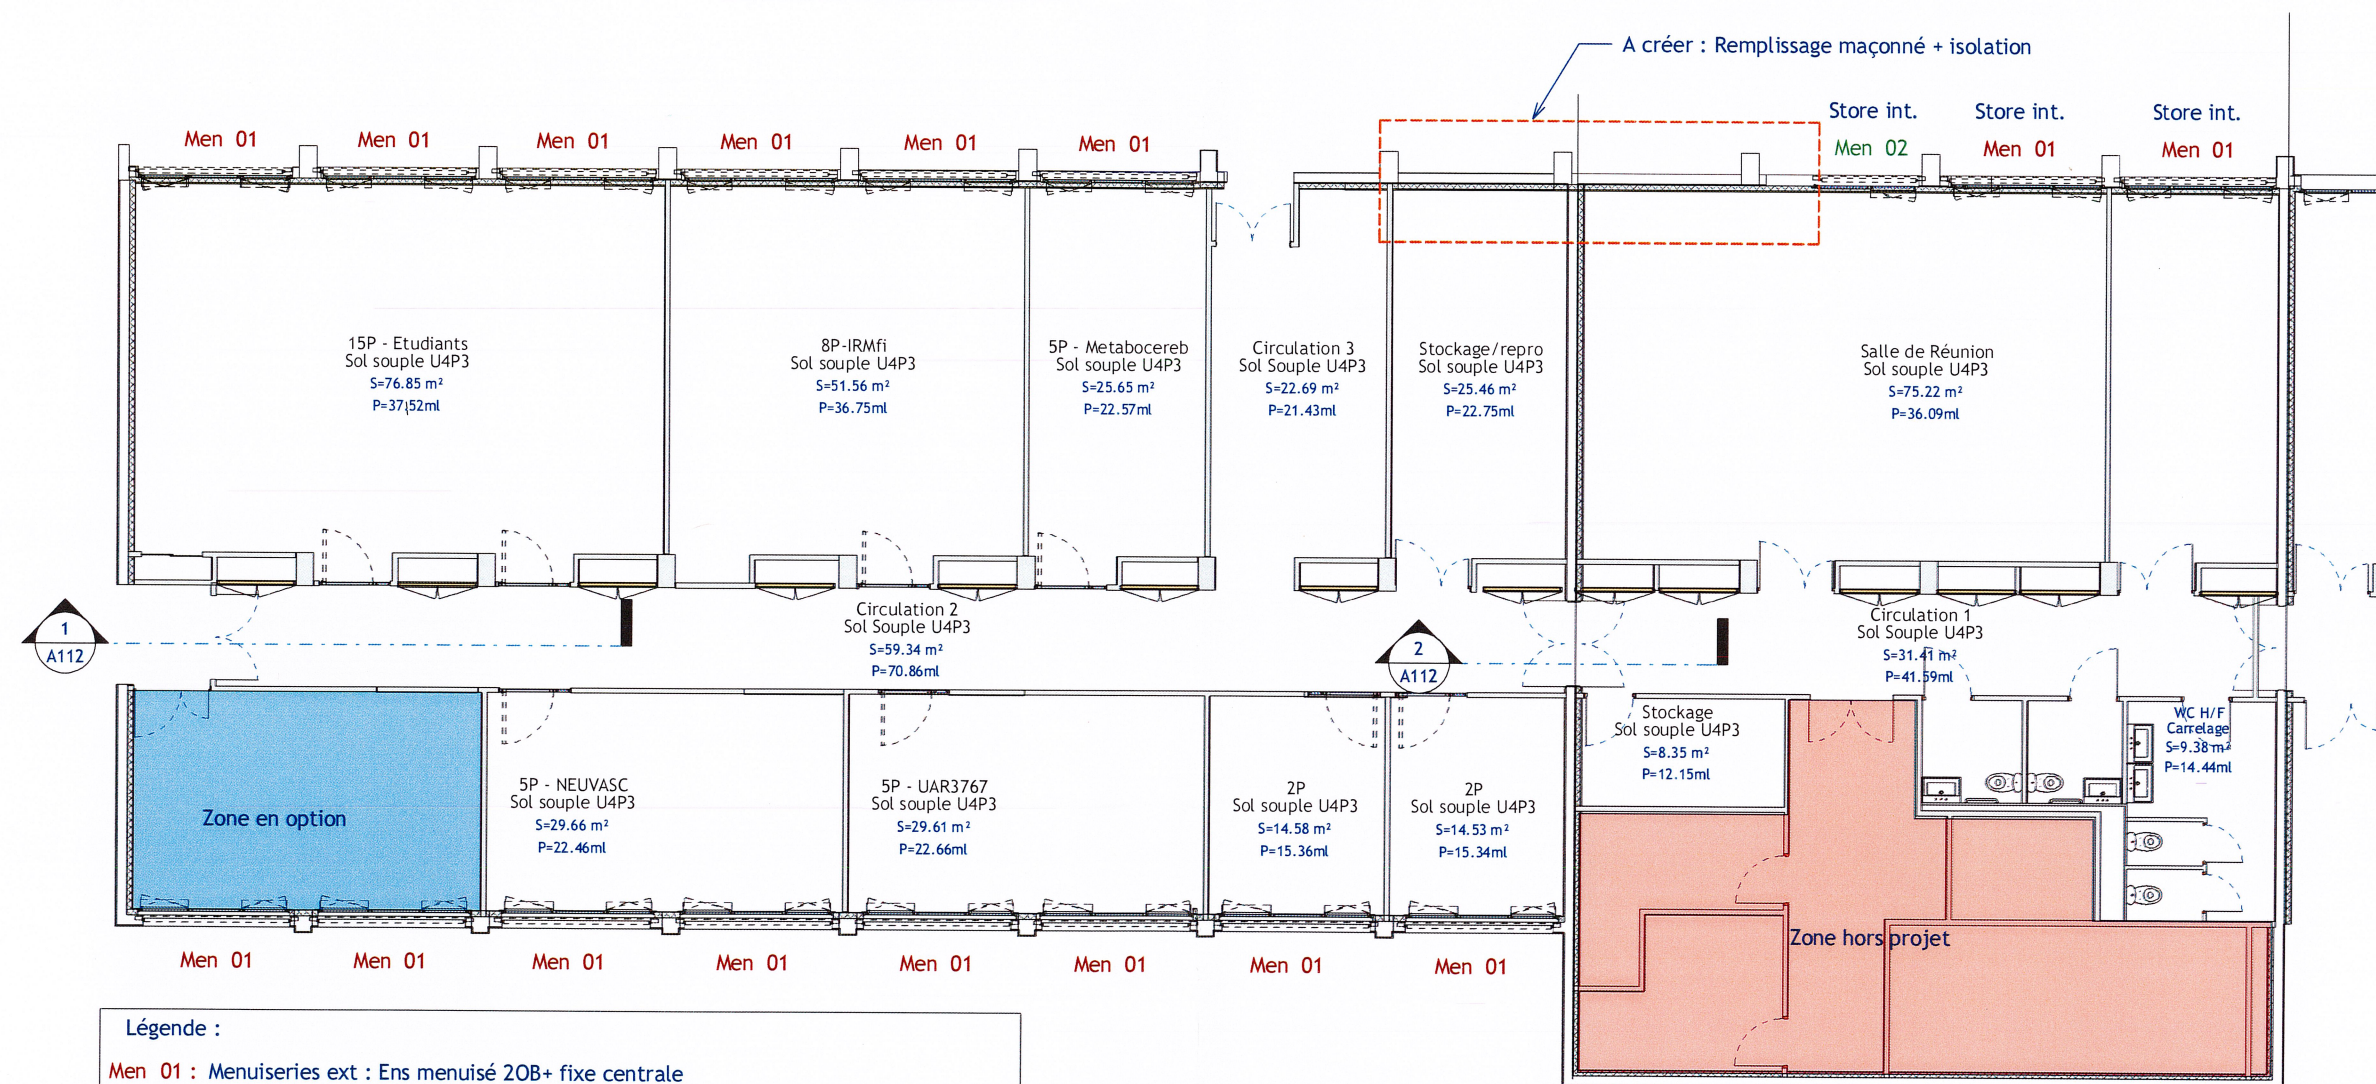 A créer : Remplissage maçonné + isolation
Store int.
Store int.
Store int.
Men 01
Men 01
Men 01
Men 01
Men 01
Men 01
Men 02
Men 01
Men 01
15P - Etudiants
Sol souple U4P3
S=76.85 m²
P=37,52ml
8P-IRMfi
Sol souple U4P3
S=51.56 m²
P=36.75ml
5P - Metabocereb
Sol souple U4P3
S=25.65 m²
P=22.57ml
Circulation 3
Sol souple U4P3
S=22.69 m²
P=21.43ml
Stockage/repro
Sol souple U4P3
S=25.46 m²
P=22.75ml
Salle de Réunion
Sol souple U4P3
S=75.22 m²
P=36.09ml
1
A112
Circulation 2
Sol Souple U4P3
S=59.34 m²
P=70.86ml
2
A112
Circulation 1
Sol Souple U4P3
S=31.41 m²
P=41.59ml
Zone en option
5P - NEUVASC
Sol souple U4P3
S=29.66 m²
P=22.46ml
5P - UAR3767
Sol souple U4P3
S=29.61 m²
P=22.66ml
2P
Sol souple U4P3
S=14.58 m²
P=15.36ml
2P
Sol souple U4P3
S=14.53 m²
P=15.34ml
Stockage
Sol souple U4P3
S=8.35 m²
P=12.15ml
WC H/F
Carrelage
S=9.38 m²
P=14.44ml
Zone hors projet
Men 01
Men 01
Men 01
Men 01
Men 01
Men 01
Men 01
Men 01
Légende :
Men 01 : Menuiseries ext : Ens menuisé 2OB+ fixe centrale